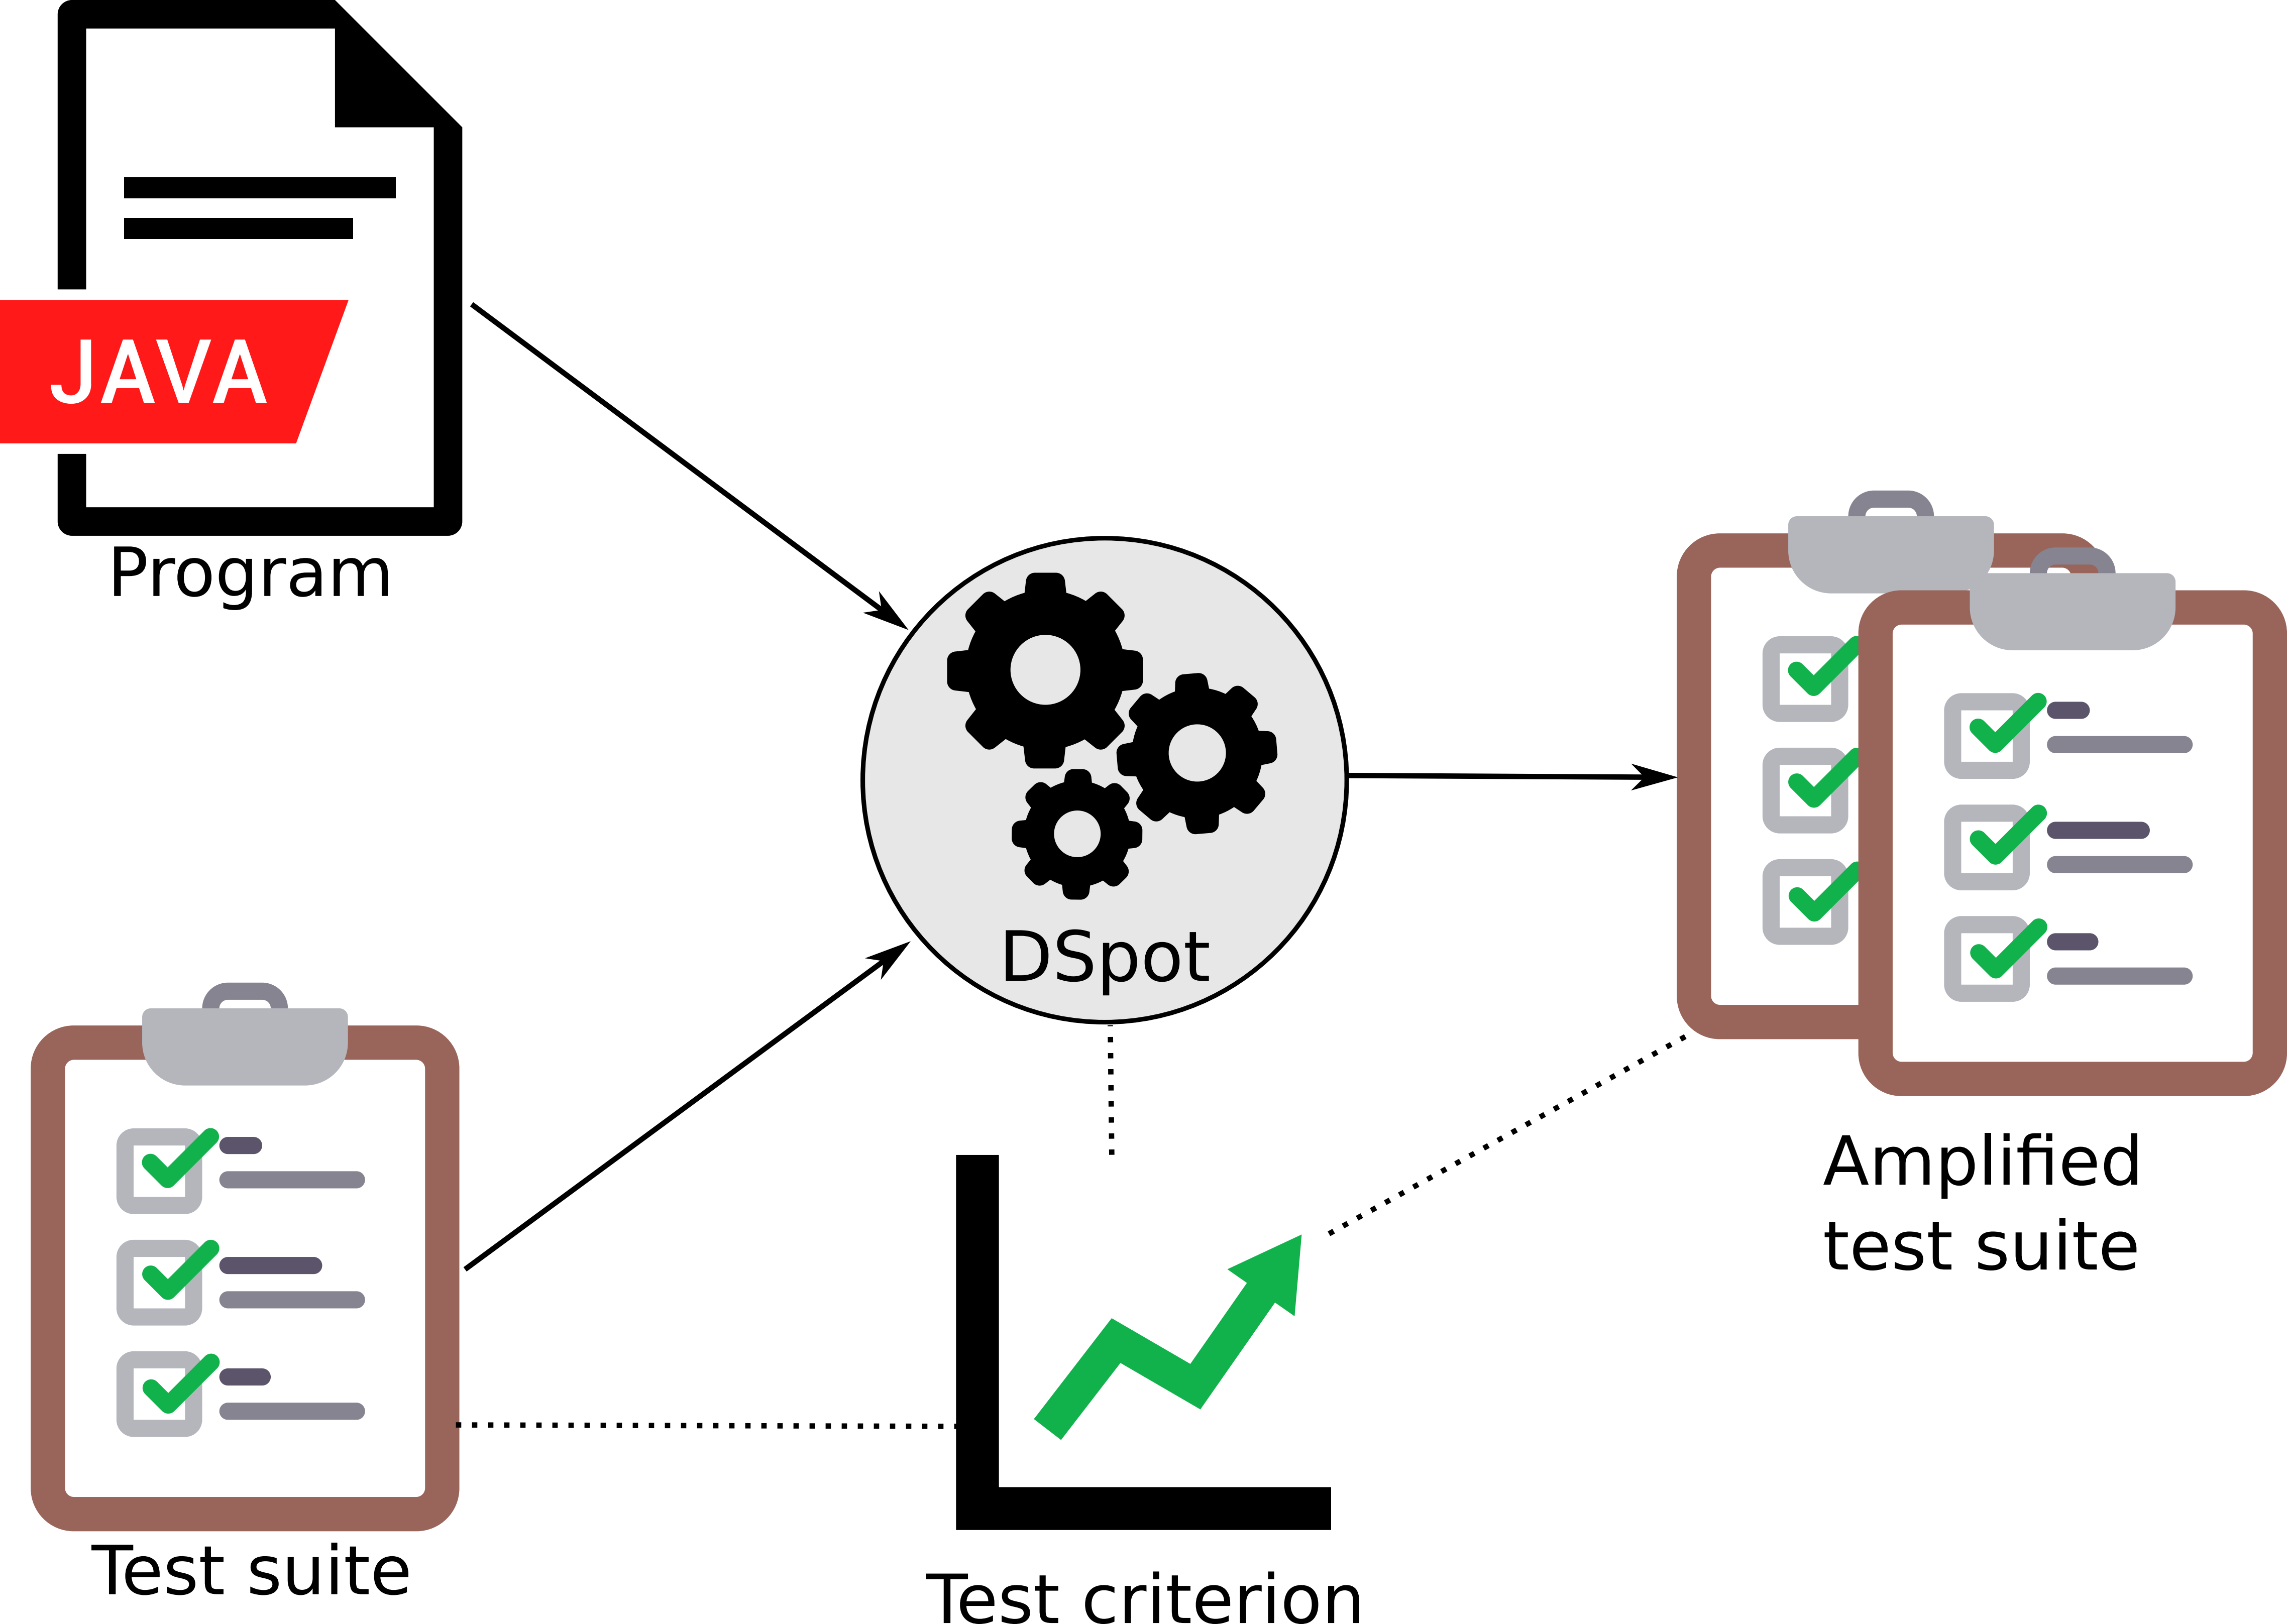 JAVA
Program
DSpot
Amplified
test suite
Test suite
Test criterion